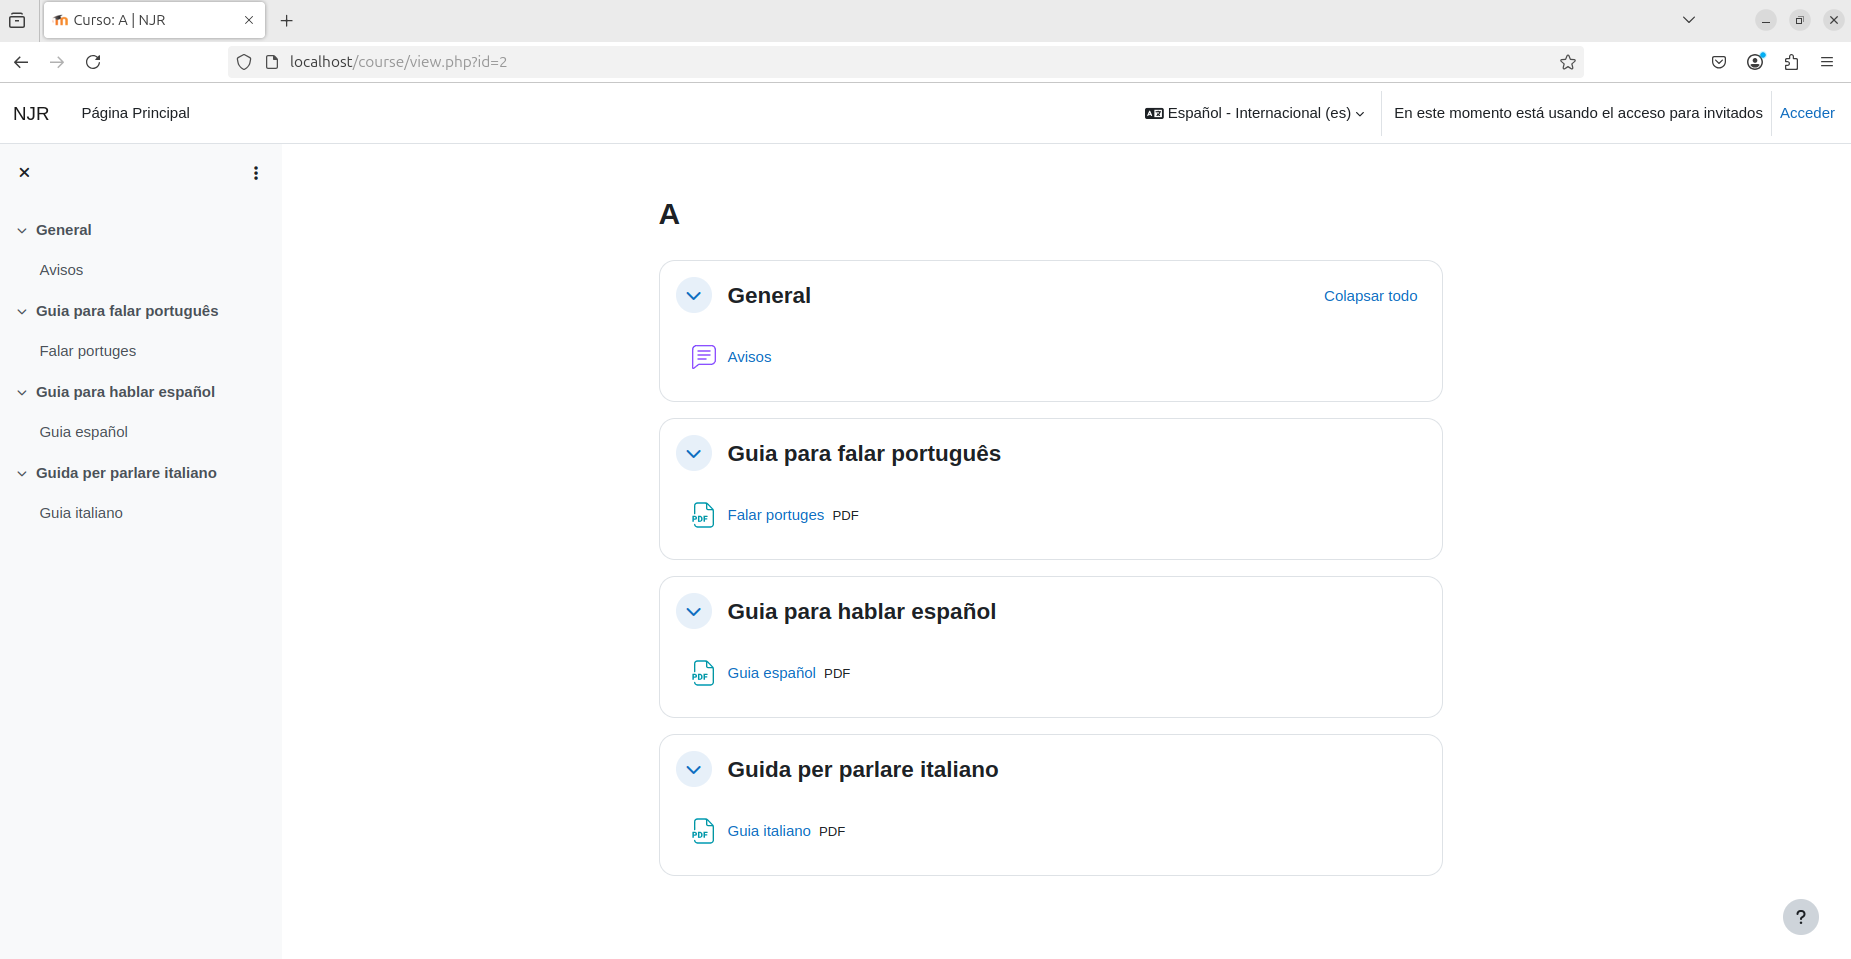 Curso: A | NJR
localhost/course/view.php?id=2
NJR Página Principal Español - Internacional (es) En este momento está usando el acceso para invitados Acceder
General
Avisos
Guia para falar português
Falar portuges
Guia para hablar español
Guia español
Guida per parlare italiano
Guia italiano
A
General Colapsar todo
Avisos
Guia para falar português
PDF Falar portuges PDF
Guia para hablar español
PDF Guia español PDF
Guida per parlare italiano
PDF Guia italiano PDF
?